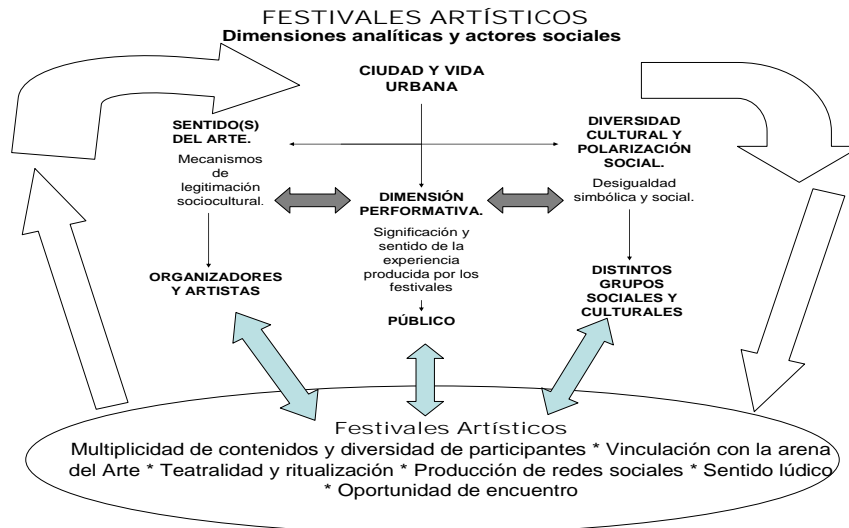 FESTIVALES ARTÍSTICOS
Dimensiones analíticas y actores sociales
CIUDAD Y VIDA
URBANA
SENTIDO(S)
DEL ARTE.
Mecanismos
de
legitimación
sociocultural.
ORGANIZADORES
Y ARTISTAS
DIMENSIÓN
PERFORMATIVA.
Significación y
sentido de la
experiencia
producida por los
festivales
PÚBLICO
DIVERSIDAD
CULTURAL Y
POLARIZACIÓN
SOCIAL.
Desigualdad
simbólica y social.
DISTINTOS
GRUPOS
SOCIALES Y
CULTURALES
Festivales Artísticos
Multiplicidad de contenidos y diversidad de participantes * Vinculación con la arena
del Arte * Teatralidad y ritualización * Producción de redes sociales * Sentido lúdico
* Oportunidad de encuentro